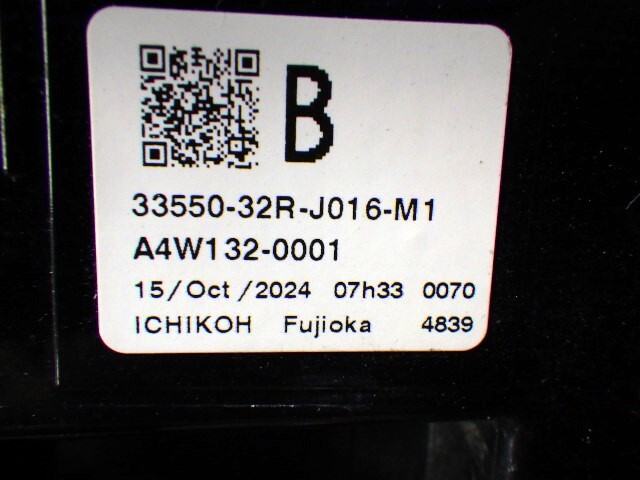 B
33550-32R-J016-M1
A4W132-0001
15/Oct/2024 07h33 0070
ICHIKOH Fujioka 4839